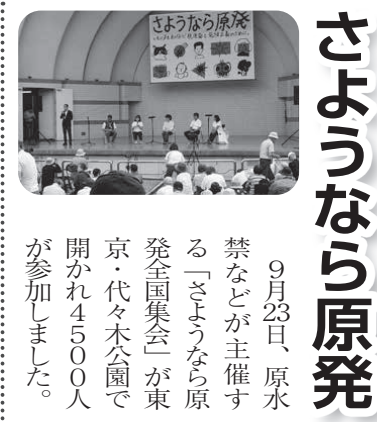 さようなら原発
さようなら原発
９月23日、原水
禁などが主催す
る「さようなら原
発全国集会」が東
京・代々木公園で
開かれ4500人
が参加しました。